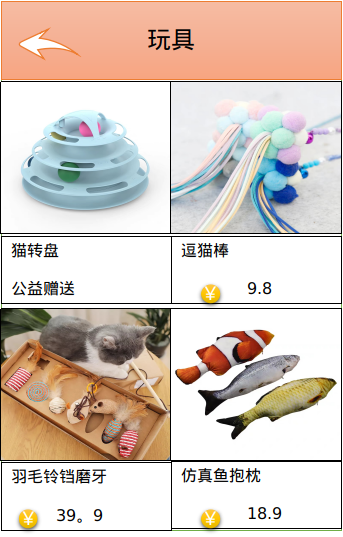 玩具
猫转盘
公益赠送
逗猫棒
¥ 9.8
羽毛铃铛磨牙
¥ 39。9
仿真鱼抱枕
¥ 18.9